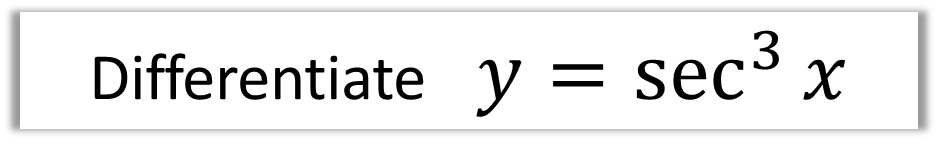 Differentiate y = sec³ x